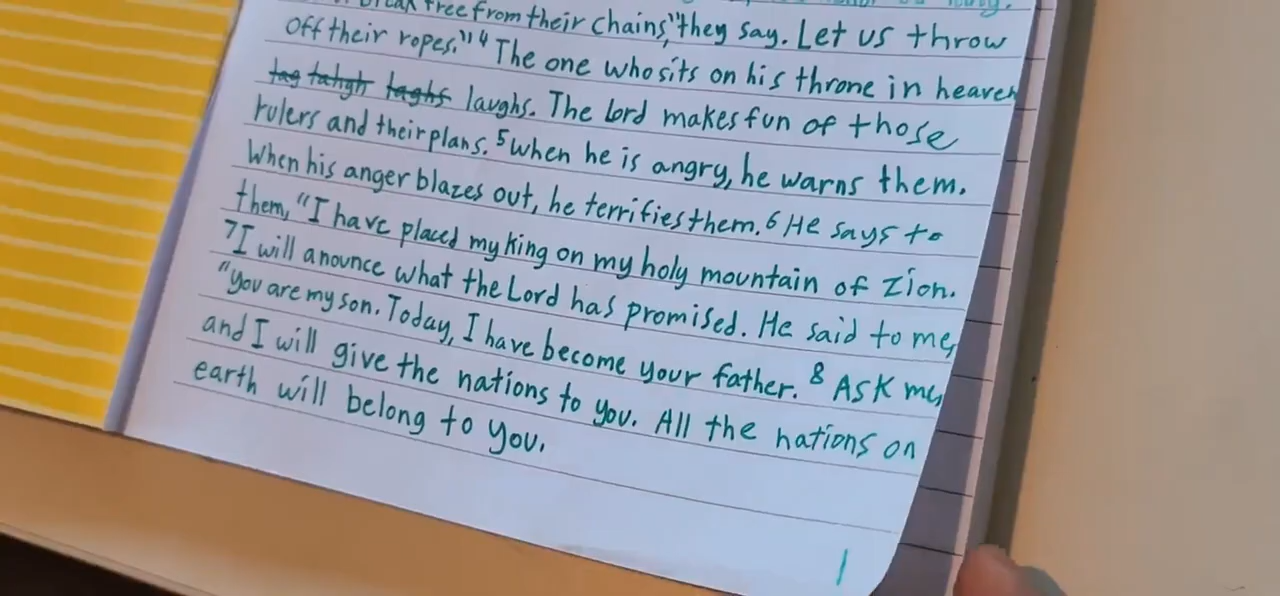 break free from their chains," they say. Let us throw
off their ropes."" 4 The one who sits on his throne in heaven
tag tahgh taghs laughs. The lord makes fun of those
rulers and their plans. 5 When he is angry, he warns them.
When his anger blazes out, he terrifies them. 6 He says to
them, "I have placed my king on my holy mountain of Zion.
7 I will anounce what the Lord has promised. He said to me,
"You are my son. Today, I have become your father. 8 Ask me,
and I will give the nations to you. All the nations on
earth will belong to you.
1